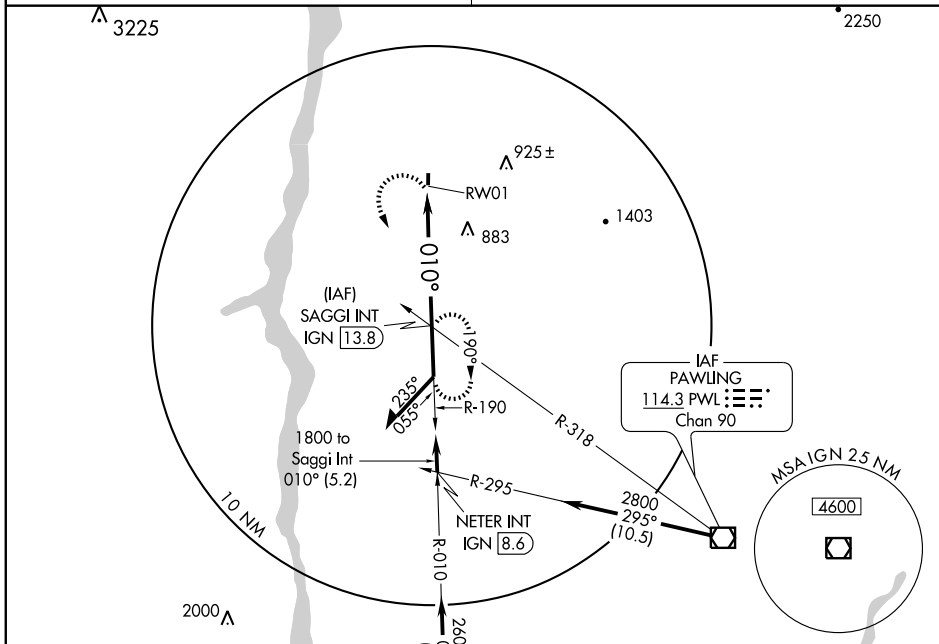 3225
2250
925 ±
RW01
1403
883
010°
(IAF)
SAGGI INT
IGN 13.8
190°
IAF
PAWLING
114.3 PWL
Chan 90
235°
055°
R-190
R-318
1800 to
Saggi Int
010° (5.2)
MSA IGN 25 NM
R-295
2800
295°
(10.5)
4600
10 NM
NETER INT
IGN 8.6
R-010
2000
260